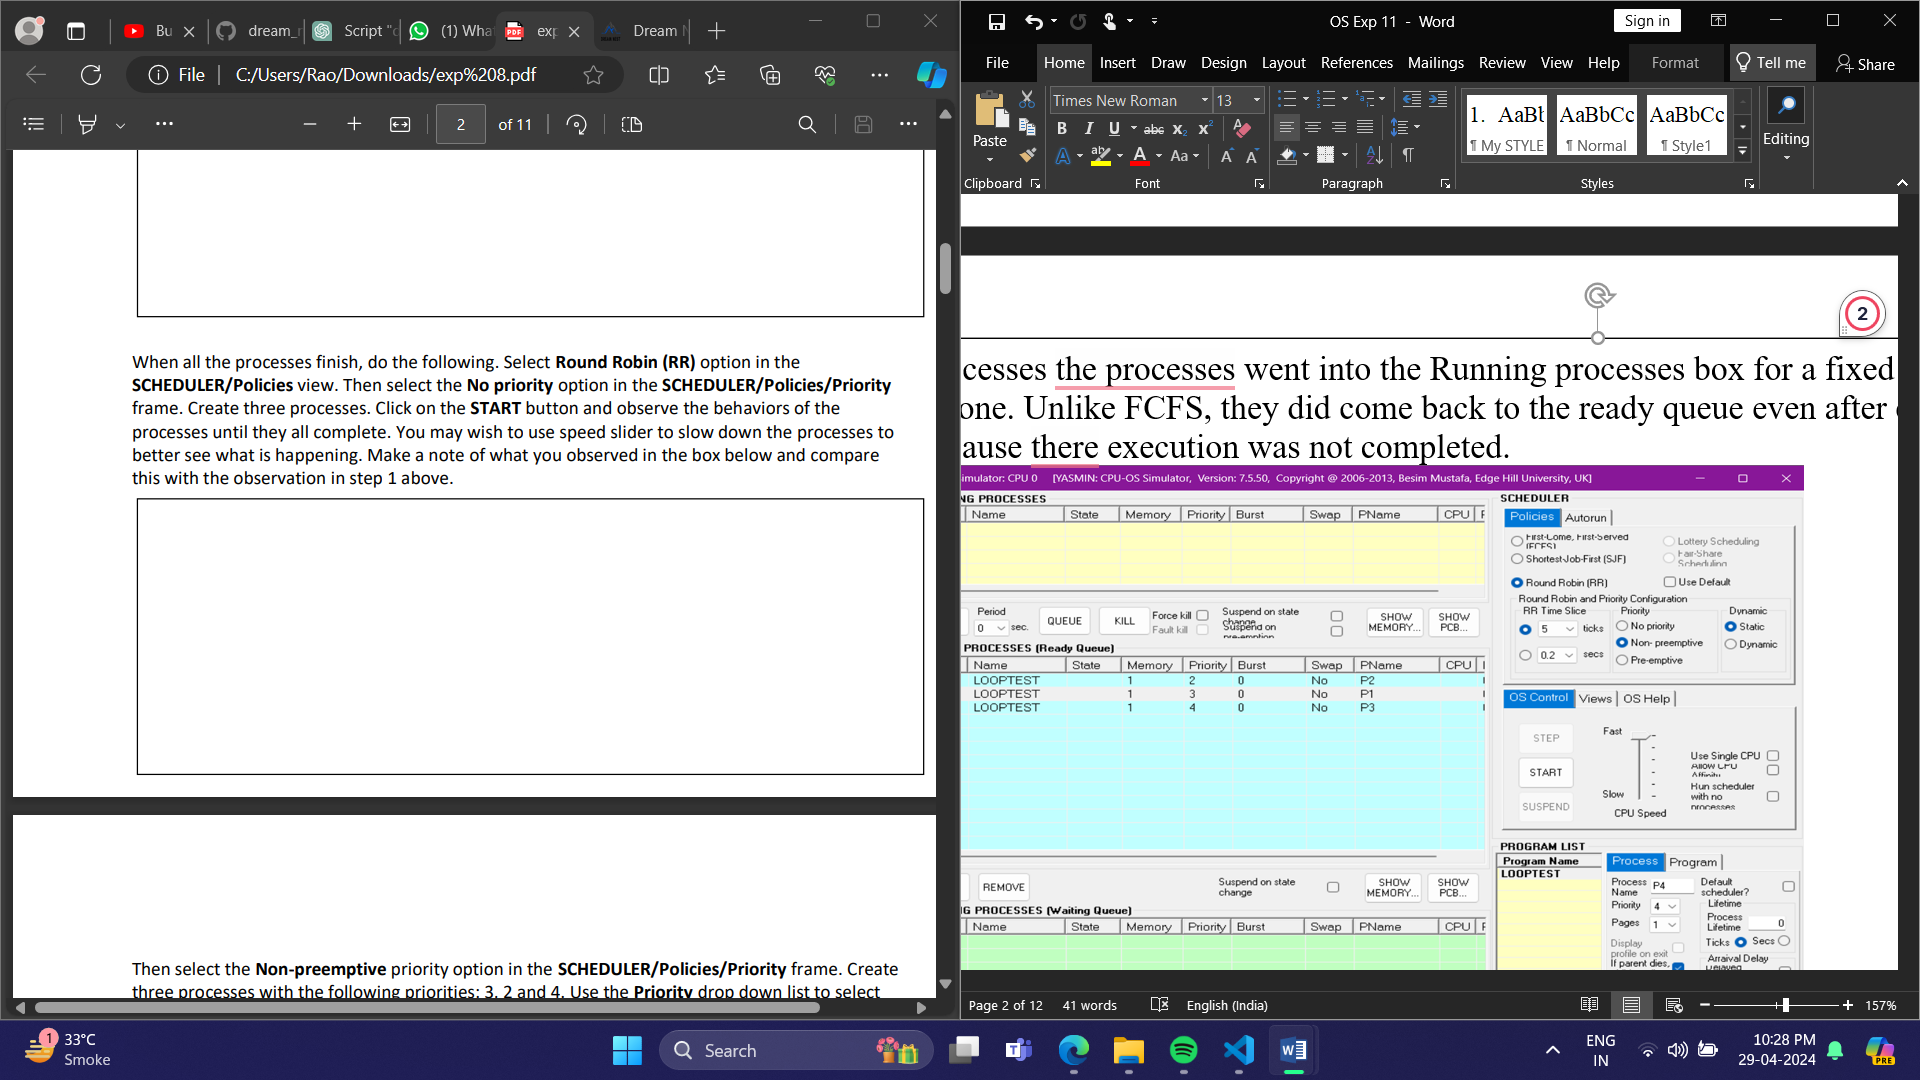 Bu
dream_r
Script "c
(1) Wha
exp
Dream N
File
C:/Users/Rao/Downloads/exp%208.pdf
2
of 11
When all the processes finish, do the following. Select Round Robin (RR) option in the
SCHEDULER/Policies view. Then select the No priority option in the SCHEDULER/Policies/Priority
frame. Create three processes. Click on the START button and observe the behaviors of the
processes until they all complete. You may wish to use speed slider to slow down the processes to
better see what is happening. Make a note of what you observed in the box below and compare
this with the observation in step 1 above.
Then select the Non-preemptive priority option in the SCHEDULER/Policies/Priority frame. Create
three processes with the following priorities: 3, 2 and 4. Use the Priority drop down list to select
OS Exp 11 - Word
Sign in
File Home Insert Draw Design Layout References Mailings Review View Help Format Tell me Share
Paste
Times New Roman 13
B I U abc x₂ x²
A ab A Aa A A
1. AaBb AaBbCc AaBbCc
¶ My STYLE ¶ Normal ¶ Style1
Editing
Clipboard Font Paragraph Styles
2
cesses the processes went into the Running processes box for a fixed
one. Unlike FCFS, they did come back to the ready queue even after
ause there execution was not completed.
imulator: CPU 0 [YASMIN: CPU-OS Simulator, Version: 7.5.50, Copyright @ 2006-2013, Besim Mustafa, Edge Hill University, UK]
NG PROCESSES
Name State Memory Priority Burst Swap PName CPU
Period
0 sec.
QUEUE
KILL
Force kill
Fault kill
Suspend on state
change
Suspend on
pre-emption
SHOW
MEMORY...
SHOW
PCB...
PROCESSES (Ready Queue)
Name State Memory Priority Burst Swap PName CPU
LOOPTEST 1 2 0 No P2
LOOPTEST 1 3 0 No P1
LOOPTEST 1 4 0 No P3
REMOVE
Suspend on state
change
SHOW
MEMORY...
SHOW
PCB...
G PROCESSES (Waiting Queue)
Name State Memory Priority Burst Swap PName CPU
SCHEDULER
Policies Autorun
First-Come, First-Served
(FCFS)
Lottery Scheduling
Shortest-Job-First (SJF)
Fair-Share
Scheduling
Round Robin (RR)
Use Default
Round Robin and Priority Configuration
RR Time Slice Priority Dynamic
5 ticks No priority Static
Non- preemptive Dynamic
0.2 secs Pre-emptive
OS Control Views OS Help
STEP
START
SUSPEND
Fast
Slow
CPU Speed
Use Single CPU
Allow CPU
Affinity
Run scheduler
with no
processes
PROGRAM LIST
Program Name
LOOPTEST
Process Program
Process
Name P4
Default
scheduler?
Priority 4
Lifetime
Pages 1
Process
Lifetime 0
Ticks Secs
Display
profile on exit
If parent dies,
Arraival Delay
Delayed
Page 2 of 12 41 words English (India) 157%
1
33°C
Smoke
Search
ENG
IN
10:28 PM
29-04-2024
PRE